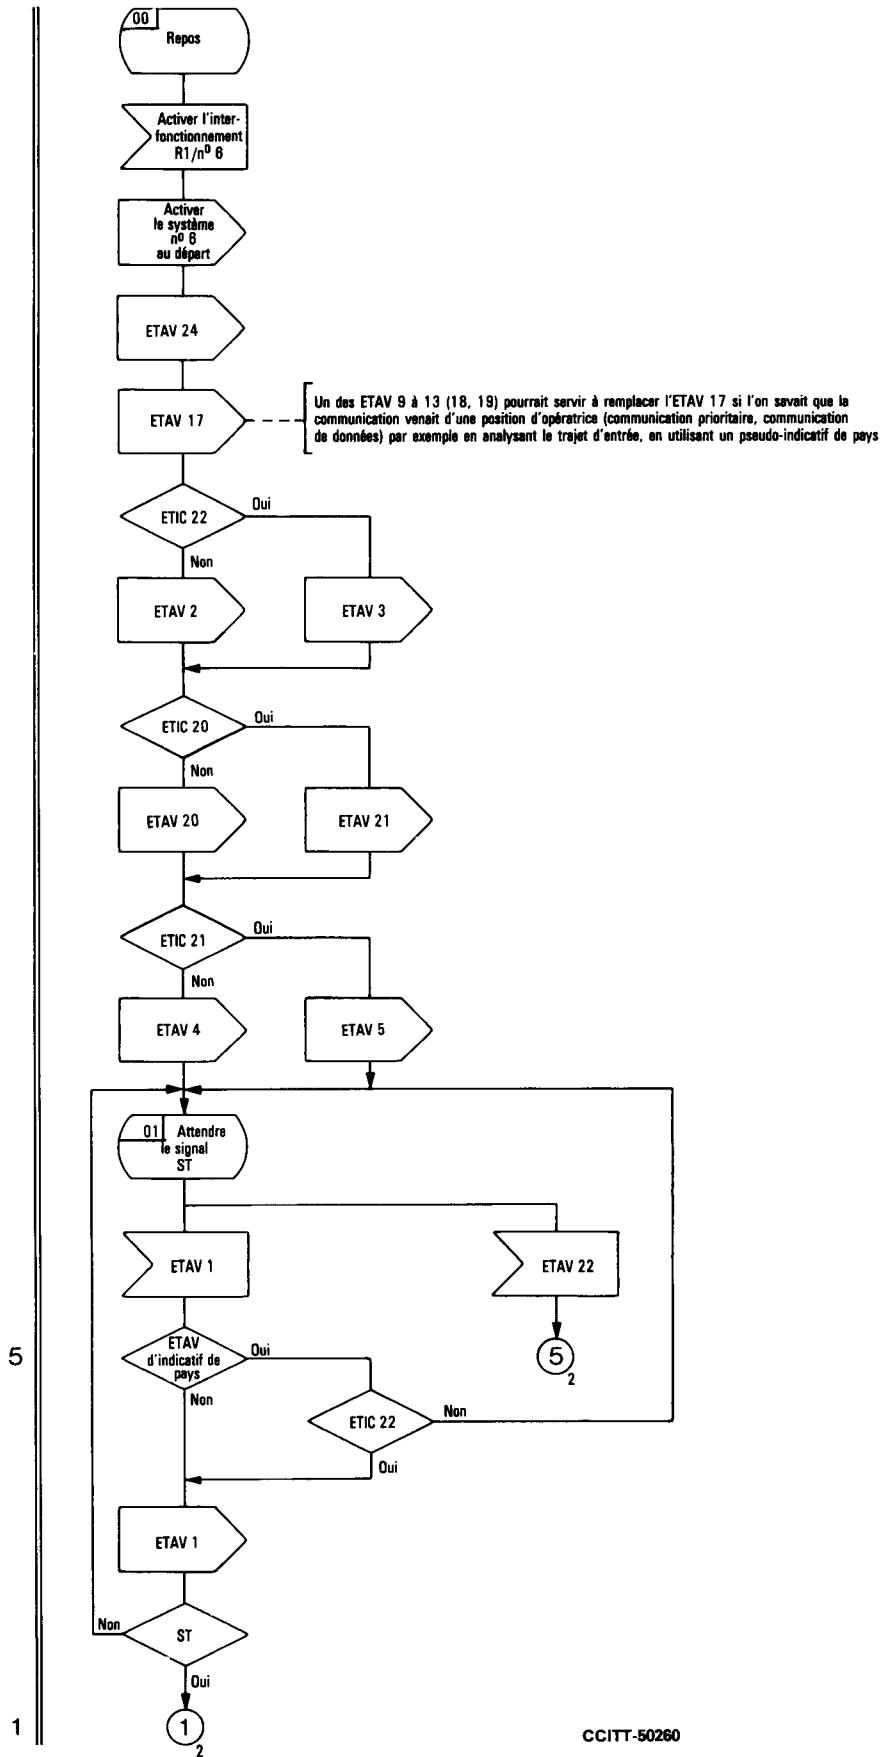 00
Repos
Activer l'inter-
fonctionnement
R1/nº 6
Activer
le système
nº 6
au départ
ETAV 24
ETAV 17
Un des ETAV 9 à 13 (18, 19) pourrait servir à remplacer l'ETAV 17 si l'on savait que la
communication venait d'une position d'opératrice (communication prioritaire, communication
de données) par exemple en analysant le trajet d'entrée, en utilisant un pseudo-indicatif de pays
ETIC 22
Oui
Non
ETAV 2
ETAV 3
ETIC 20
Oui
Non
ETAV 20
ETAV 21
ETIC 21
Oui
Non
ETAV 4
ETAV 5
01
Attendre
le signal
ST
ETAV 1
ETAV 22
5
ETAV
d'indicatif de
pays
Oui
Non
5
2
ETIC 22
Non
Oui
ETAV 1
Non
ST
Oui
1
1
2
CCITT-50260